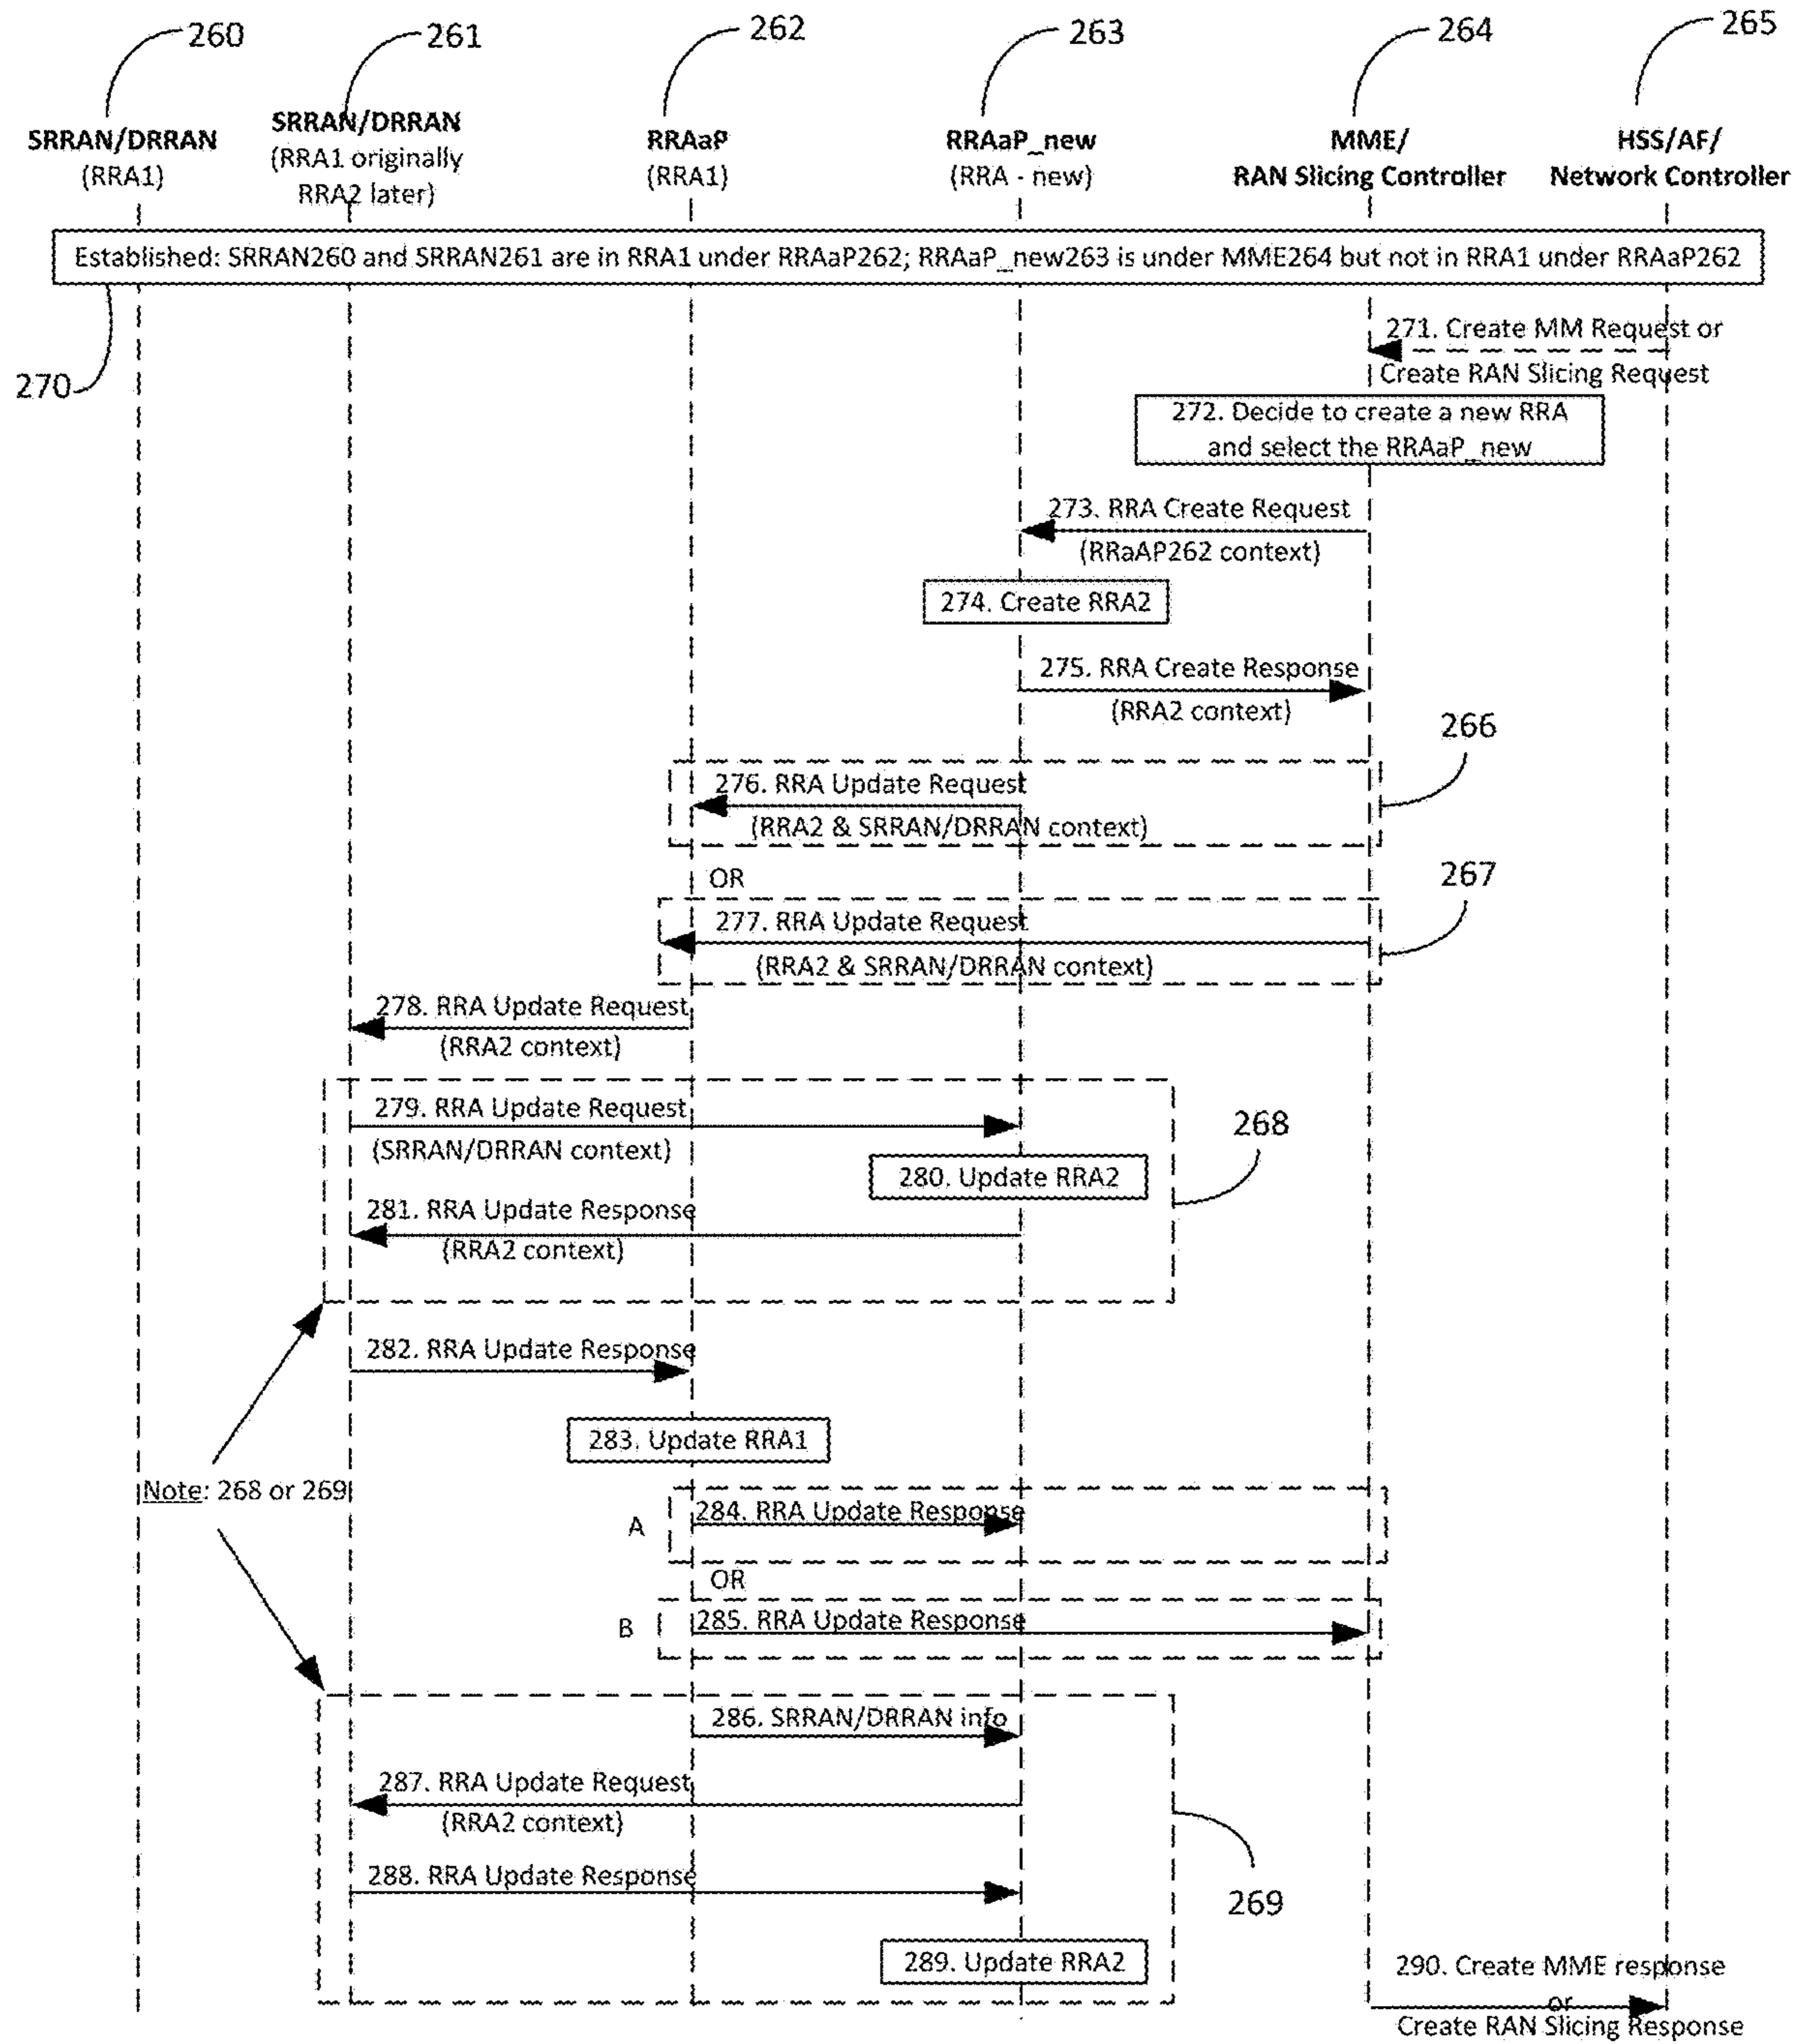 260
261
262
263
264
265
SRRAN/DRRAN
(RRA1)
SRRAN/DRRAN
(RRA1 originally
RRA2 later)
RRAaP
(RRA1)
RRAaP_new
(RRA - new)
MME/
RAN Slicing Controller
HSS/AF/
Network Controller
Established: SRRAN260 and SRRAN261 are in RRA1 under RRAaP262; RRAaP_new263 is under MME264 but not in RRA1 under RRAaP262
270
271. Create MM Request or
Create RAN Slicing Request
272. Decide to create a new RRA
and select the RRAaP_new
273. RRA Create Request
(RRaAP262 context)
274. Create RRA2
275. RRA Create Response
(RRA2 context)
266
276. RRA Update Request
(RRA2 & SRRAN/DRRAN context)
OR
267
277. RRA Update Request
(RRA2 & SRRAN/DRRAN context)
278. RRA Update Request
(RRA2 context)
279. RRA Update Request
(SRRAN/DRRAN context)
268
280. Update RRA2
281. RRA Update Response
(RRA2 context)
282. RRA Update Response
283. Update RRA1
Note: 268 or 269
A
284. RRA Update Response
OR
B
285. RRA Update Response
286. SRRAN/DRRAN info
287. RRA Update Request
(RRA2 context)
288. RRA Update Response
269
289. Update RRA2
290. Create MME response
or
Create RAN Slicing Response